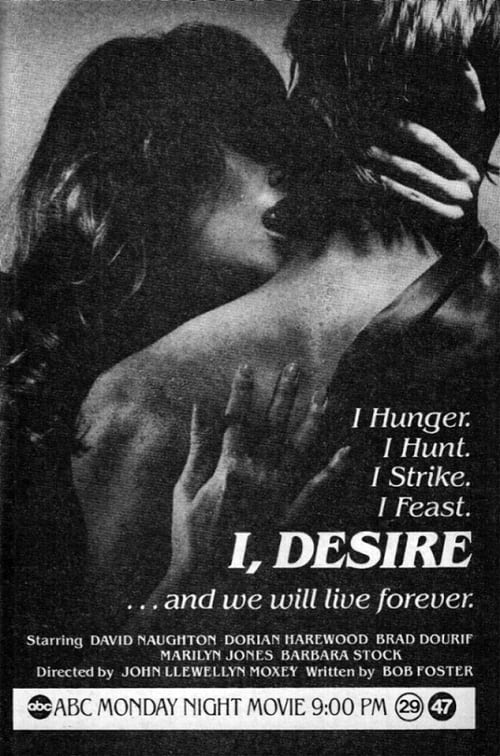 I Hunger.
I Hunt.
I Strike.
I Feast.
I, DESIRE
...and we will live forever.
Starring DAVID NAUGHTON DORIAN HAREWOOD BRAD DOURIF
MARILYN JONES BARBARA STOCK
Directed by JOHN LLEWELLYN MOXEY Written by BOB FOSTER
abc ABC MONDAY NIGHT MOVIE 9:00 PM 29 47